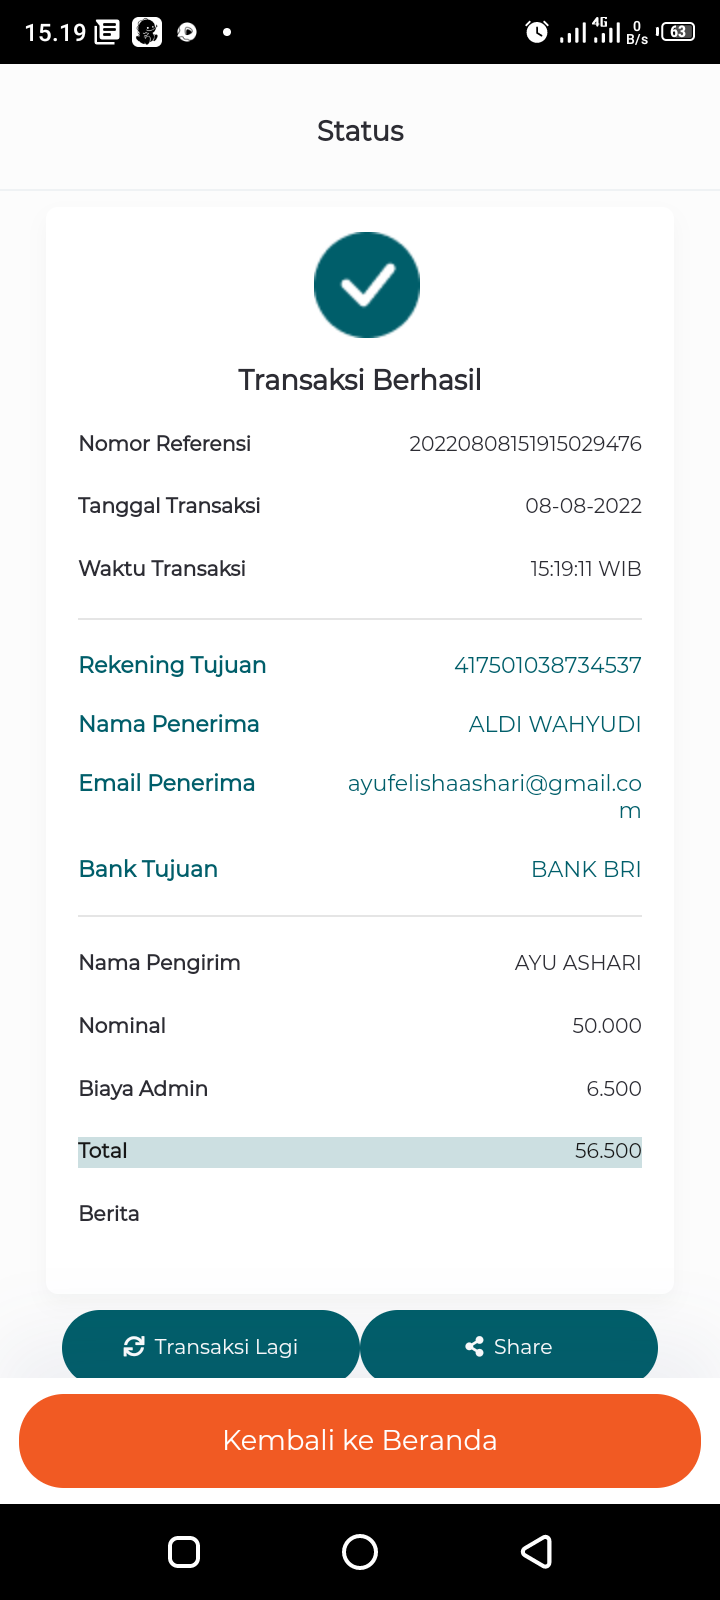 15.19 4G 0 B/s 63
Status
Transaksi Berhasil
Nomor Referensi 20220808151915029476
Tanggal Transaksi 08-08-2022
Waktu Transaksi 15:19:11 WIB
Rekening Tujuan 417501038734537
Nama Penerima ALDI WAHYUDI
Email Penerima ayufelishaashari@gmail.co
m
Bank Tujuan BANK BRI
Nama Pengirim AYU ASHARI
Nominal 50.000
Biaya Admin 6.500
Total 56.500
Berita
Transaksi Lagi Share
Kembali ke Beranda